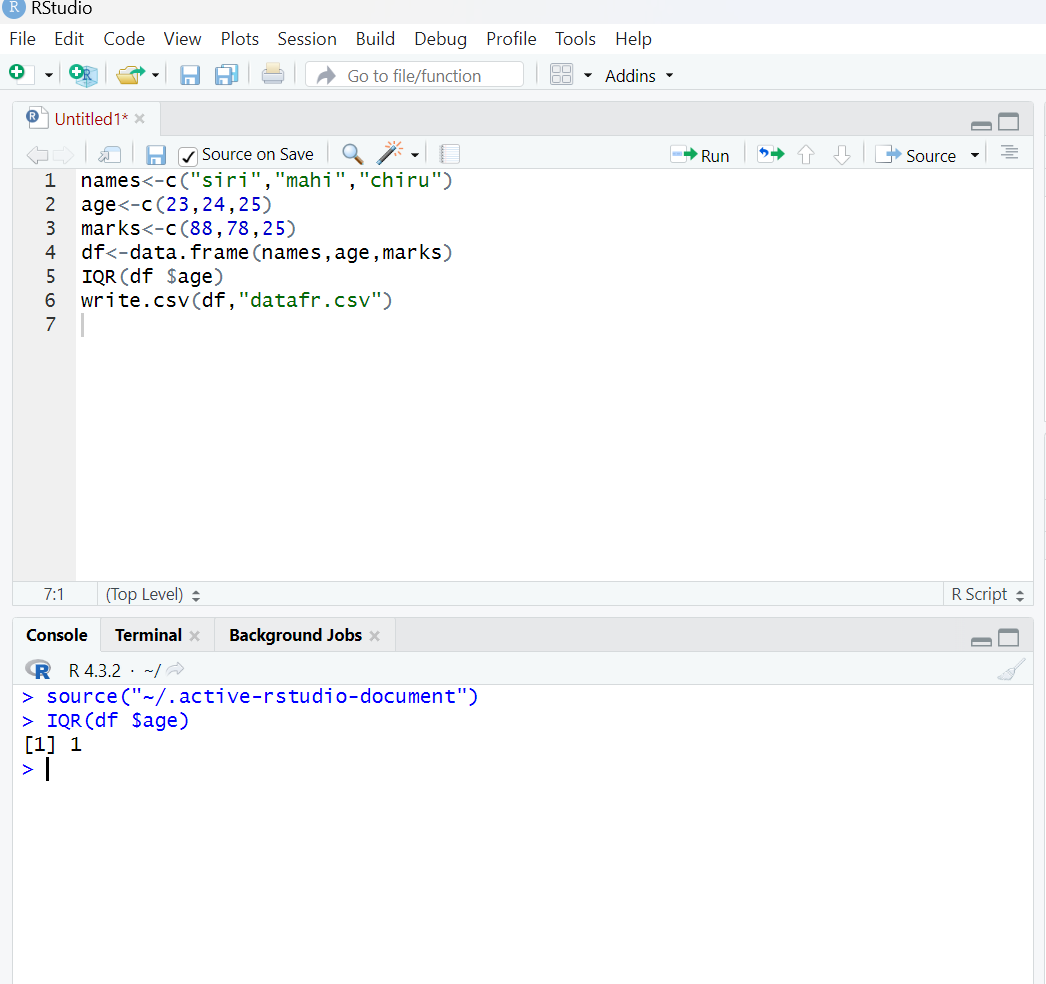 R RStudio
File Edit Code View Plots Session Build Debug Profile Tools Help
Go to file/function Addins
Untitled1*
Source on Save Run Source
1 names<-c("siri","mahi","chiru")
2 age<-c(23,24,25)
3 marks<-c(88,78,25)
4 df<-data.frame(names,age,marks)
5 IQR(df $age)
6 write.csv(df,"datafr.csv")
7
7:1 (Top Level) R Script
Console Terminal Background Jobs
R R 4.3.2 · ~/
> source("~/.active-rstudio-document")
> IQR(df $age)
[1] 1
>